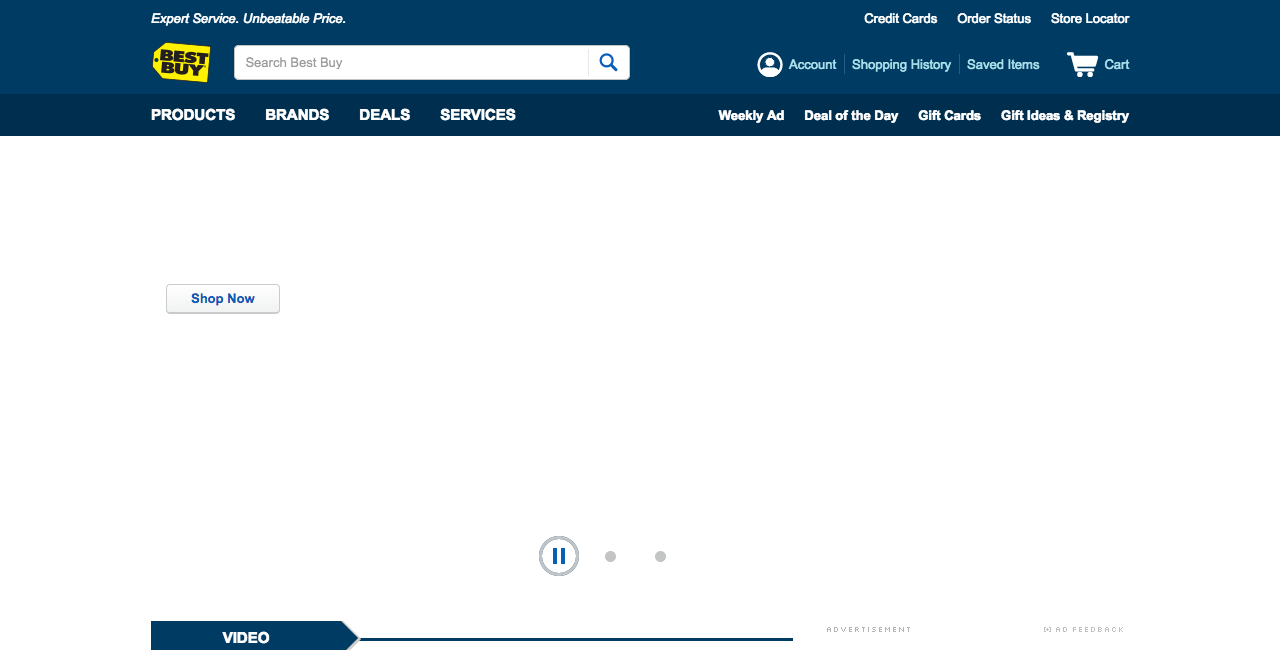 Expert Service. Unbeatable Price.
Credit Cards Order Status Store Locator
BEST BUY
Search Best Buy
Account Shopping History Saved Items Cart
PRODUCTS BRANDS DEALS SERVICES
Weekly Ad Deal of the Day Gift Cards Gift Ideas & Registry
Shop Now
VIDEO
ADVERTISEMENT
[+] AD FEEDBACK